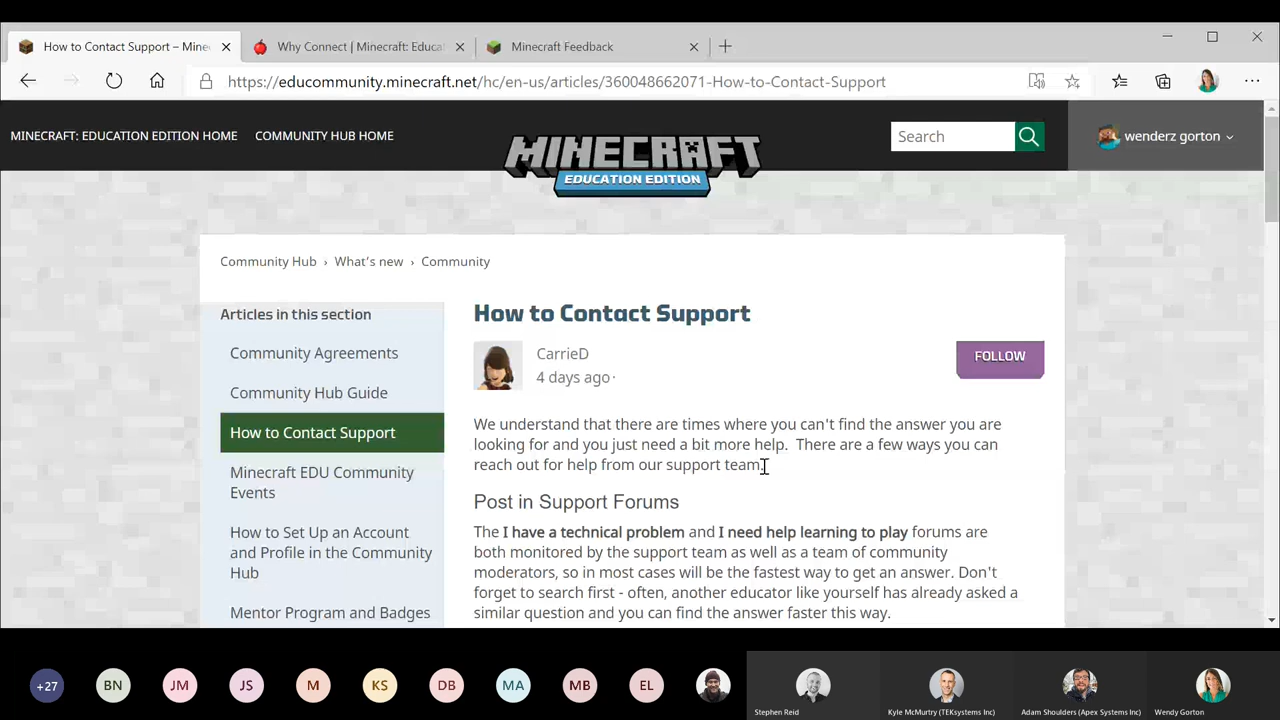 How to Contact Support – Mine
Why Connect | Minecraft: Educa
Minecraft Feedback
https://educommunity.minecraft.net/hc/en-us/articles/360048662071-How-to-Contact-Support
MINECRAFT: EDUCATION EDITION HOME
COMMUNITY HUB HOME
MINECRAFT
EDUCATION EDITION
Search
wenderz gorton
Community Hub › What's new › Community
Articles in this section
Community Agreements
Community Hub Guide
How to Contact Support
Minecraft EDU Community
Events
How to Set Up an Account
and Profile in the Community
Hub
Mentor Program and Badges
How to Contact Support
CarrieD
4 days ago·
FOLLOW
We understand that there are times where you can't find the answer you are
looking for and you just need a bit more help.  There are a few ways you can
reach out for help from our support team.
Post in Support Forums
The I have a technical problem and I need help learning to play forums are
both monitored by the support team as well as a team of community
moderators, so in most cases will be the fastest way to get an answer. Don't
forget to search first - often, another educator like yourself has already asked a
similar question and you can find the answer faster this way.
+27
BN
JM
JS
M
KS
DB
MA
MB
EL
Stephen Reid
Kyle McMurtry (TEKsystems Inc)
Adam Shoulders (Apex Systems Inc)
Wendy Gorton